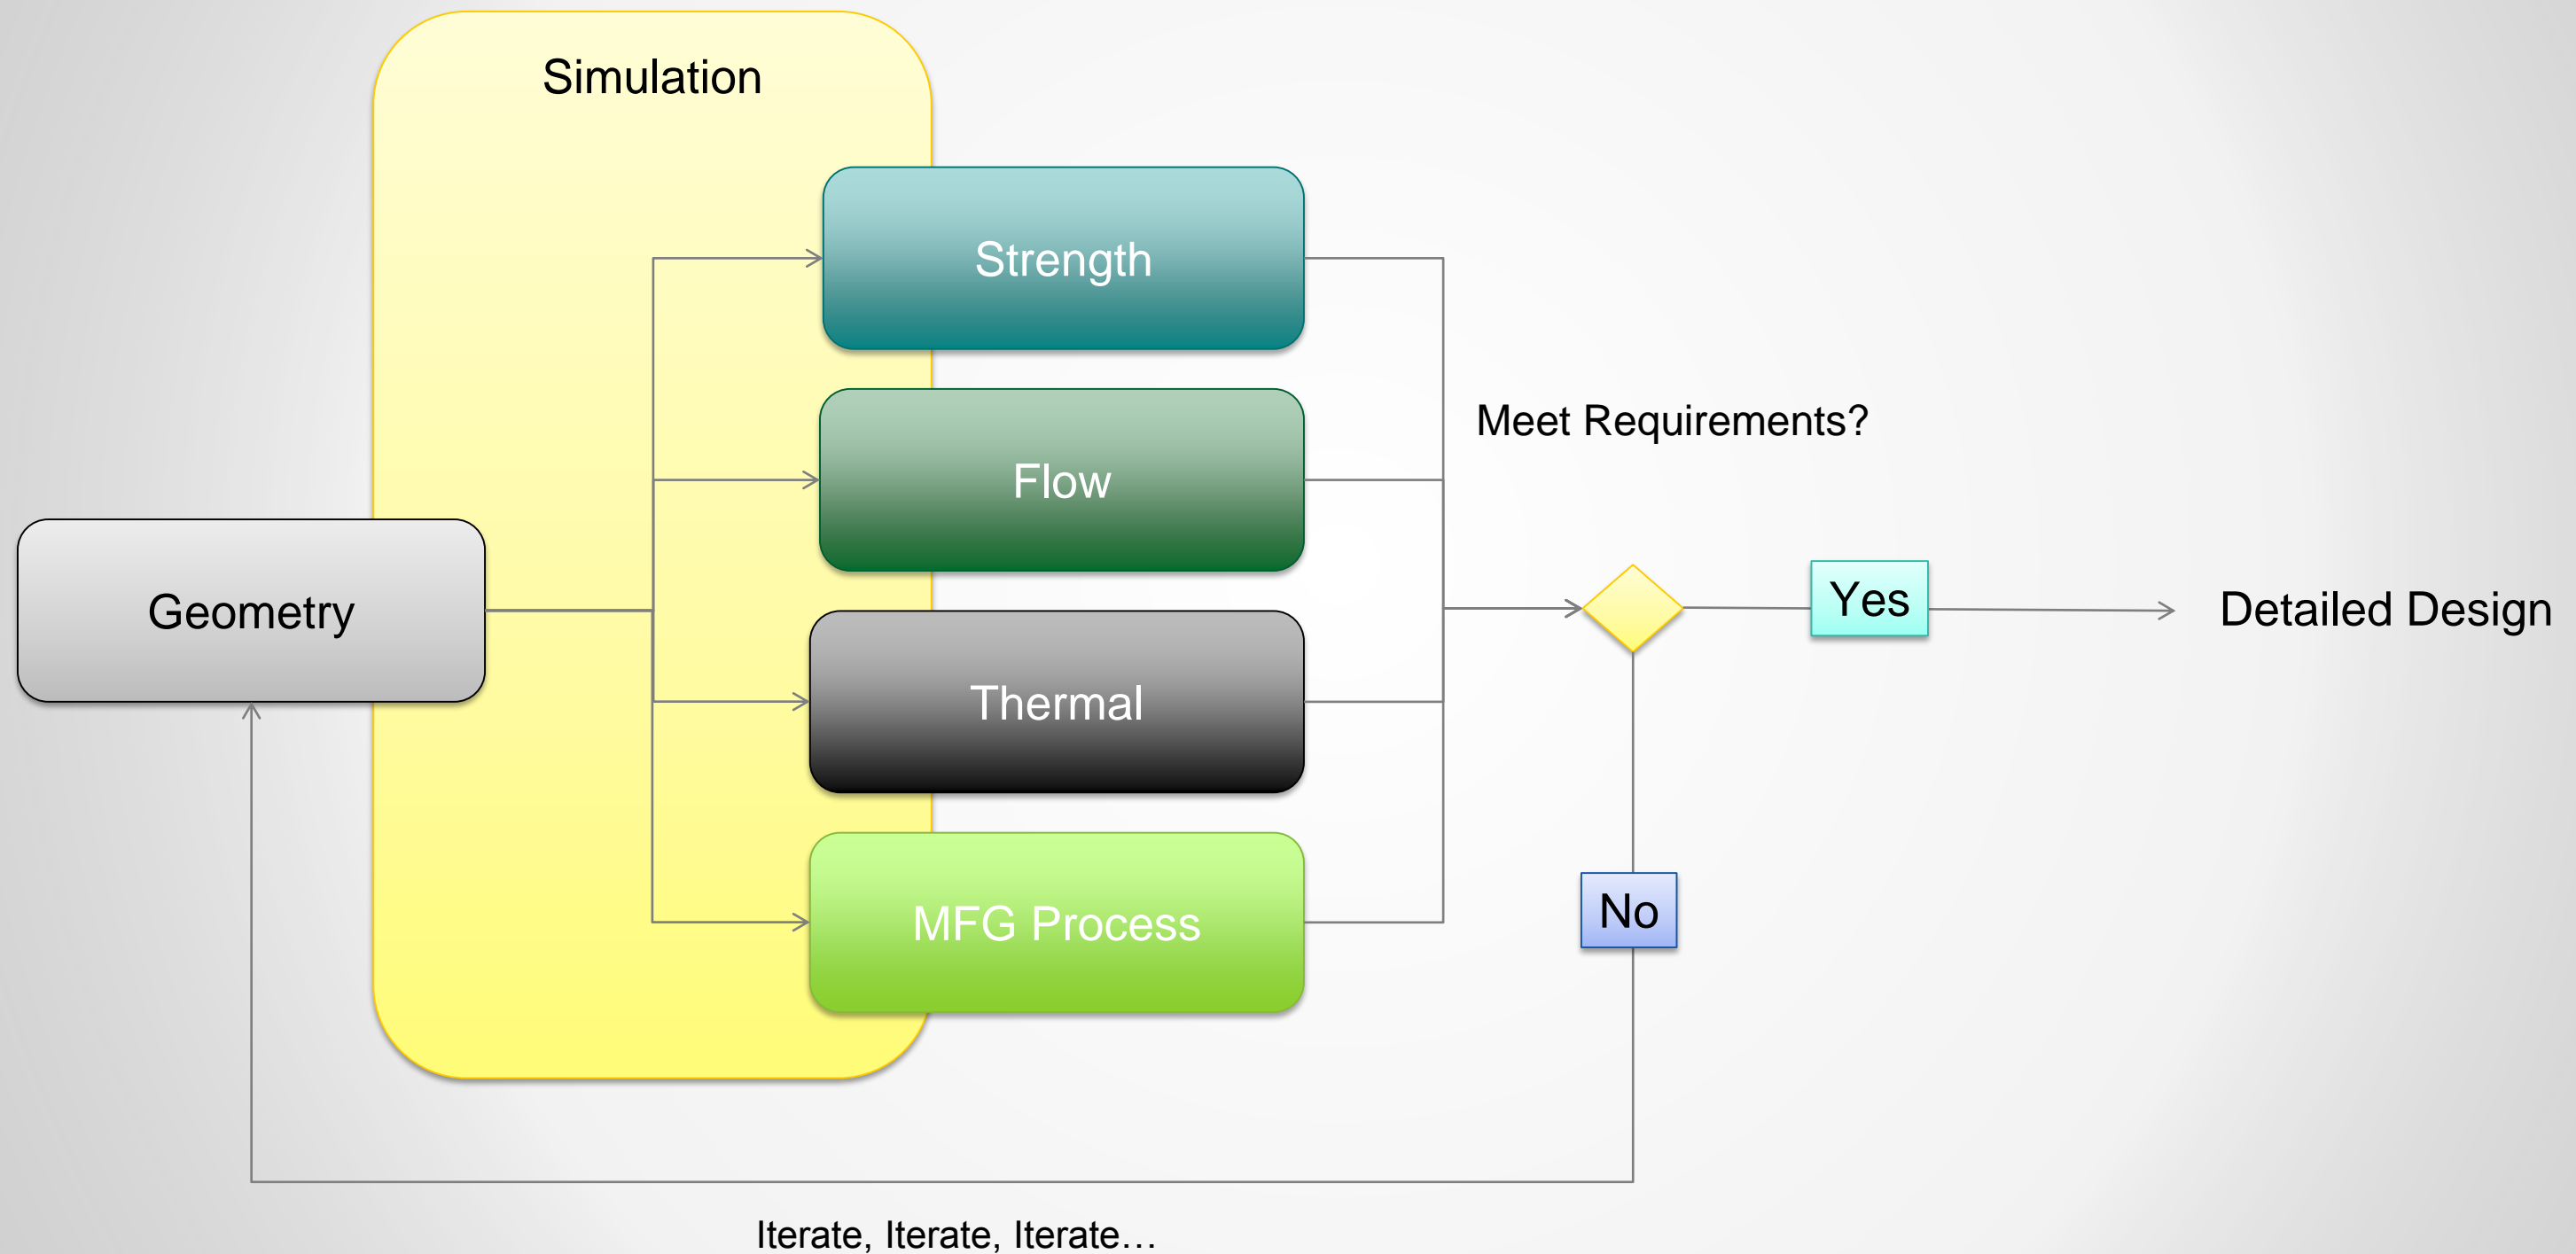 Simulation
Strength
Meet Requirements?
Flow
Geometry
Yes
Detailed Design
Thermal
No
MFG Process
Iterate, Iterate, Iterate…